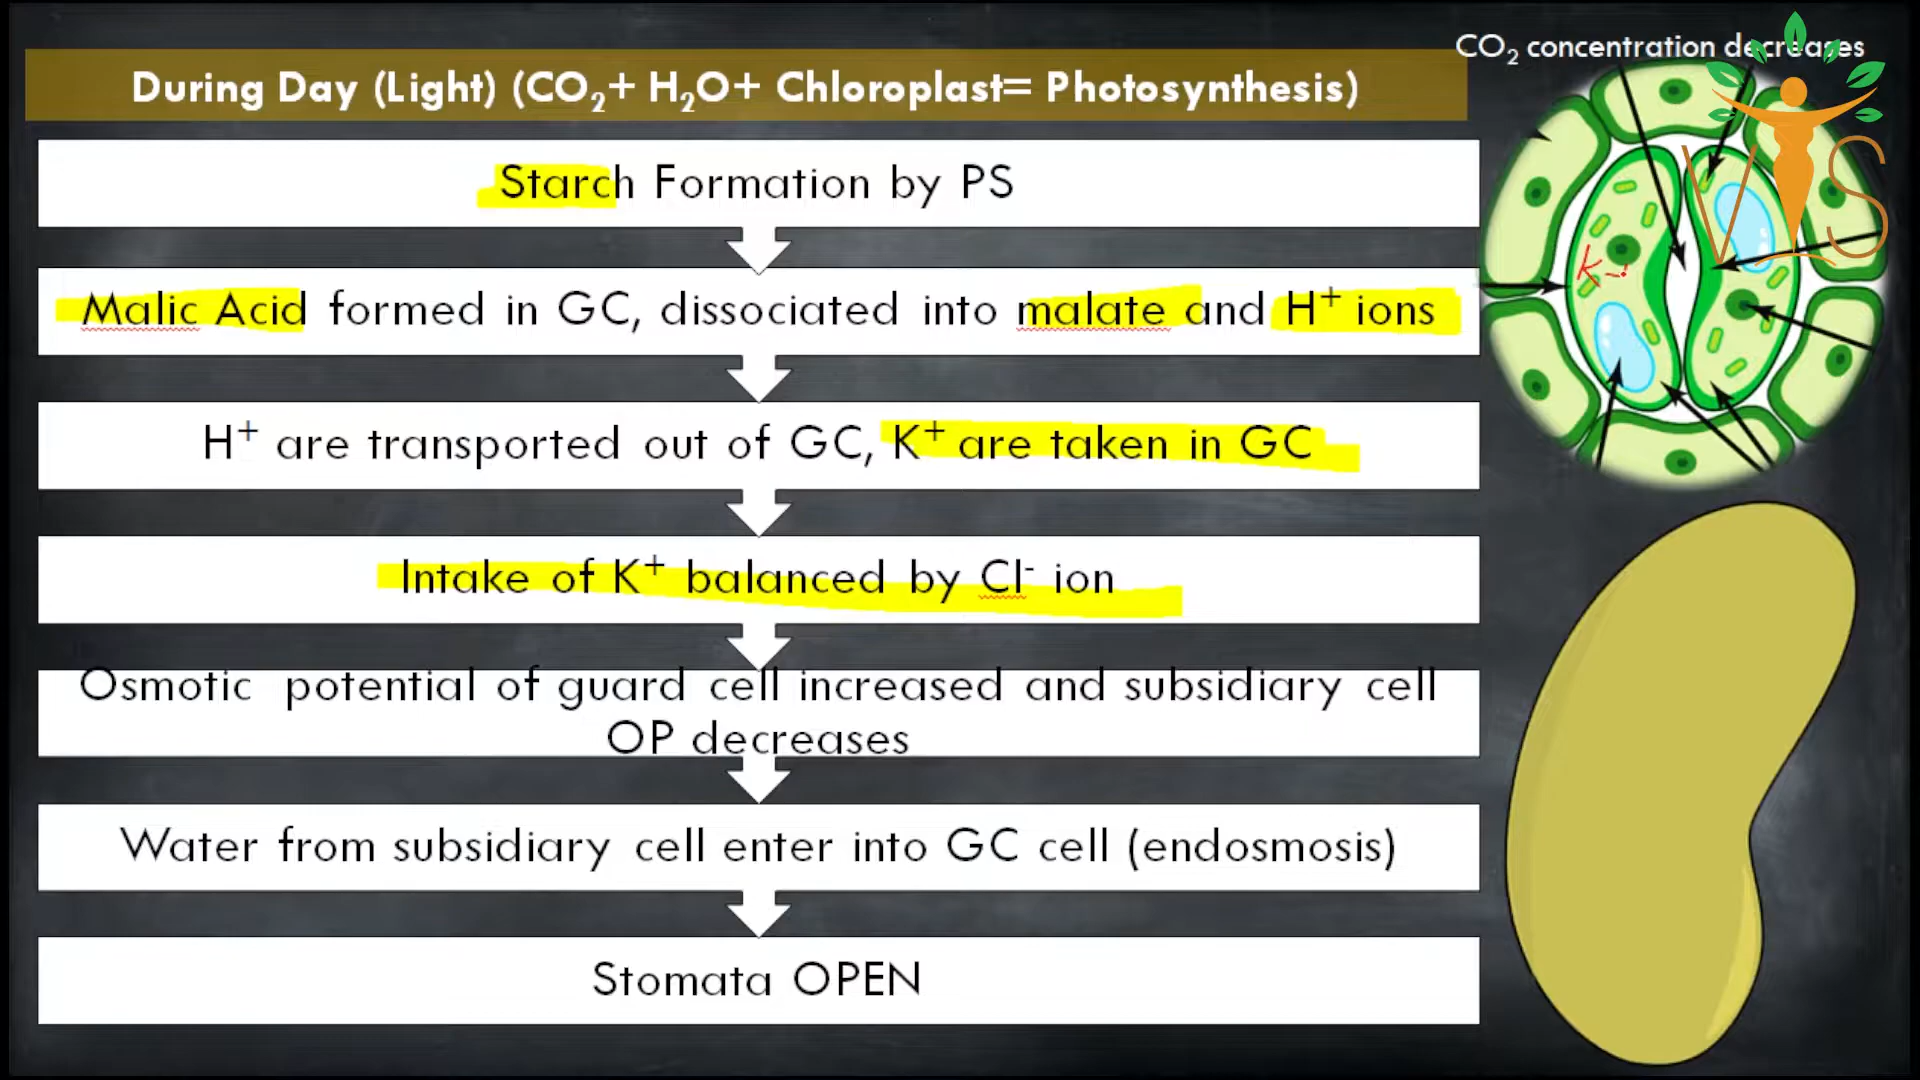 CO₂ concentration decreases
During Day (Light) (CO₂+ H₂O+ Chloroplast= Photosynthesis)
Starch Formation by PS
Malic Acid formed in GC, dissociated into malate and H⁺ ions
H⁺ are transported out of GC, K⁺ are taken in GC
Intake of K⁺ balanced by Cl⁻ ion
Osmotic potential of guard cell increased and subsidiary cell
OP decreases
Water from subsidiary cell enter into GC cell (endosmosis)
Stomata OPEN
K
V S